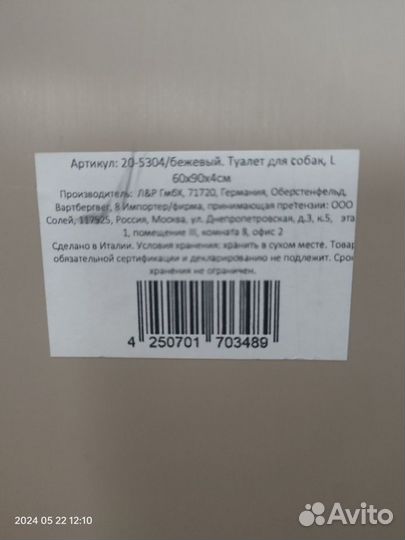 Артикул: 20-5304/бежевый. Туалет для собак, L
60х90х4см
Производитель: Л&Р ГмбХ, 71720, Германия, Оберстенфельд,
Вартбергвег, 8 Импортер/фирма, принимающая претензии: ООО
Солей, 117525, Россия, Москва, ул. Днепропетровская, д.3, к.5, эта
1, помещение III, комната 8, офис 2
Сделано в Италии. Условия хранения: хранить в сухом месте. Товар
обязательной сертификации и декларированию не подлежит. Срок
хранения не ограничен.
4 250701 703489
2024 05 22 12:10
Avito